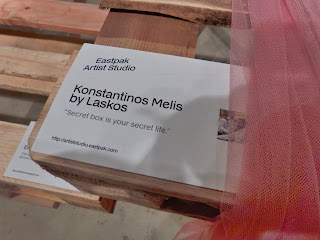 Eastpak
Artist Studio
Konstantinos Melis
by Laskos
"Secret box is your secret life."
http://artiststudio.eastpak.com